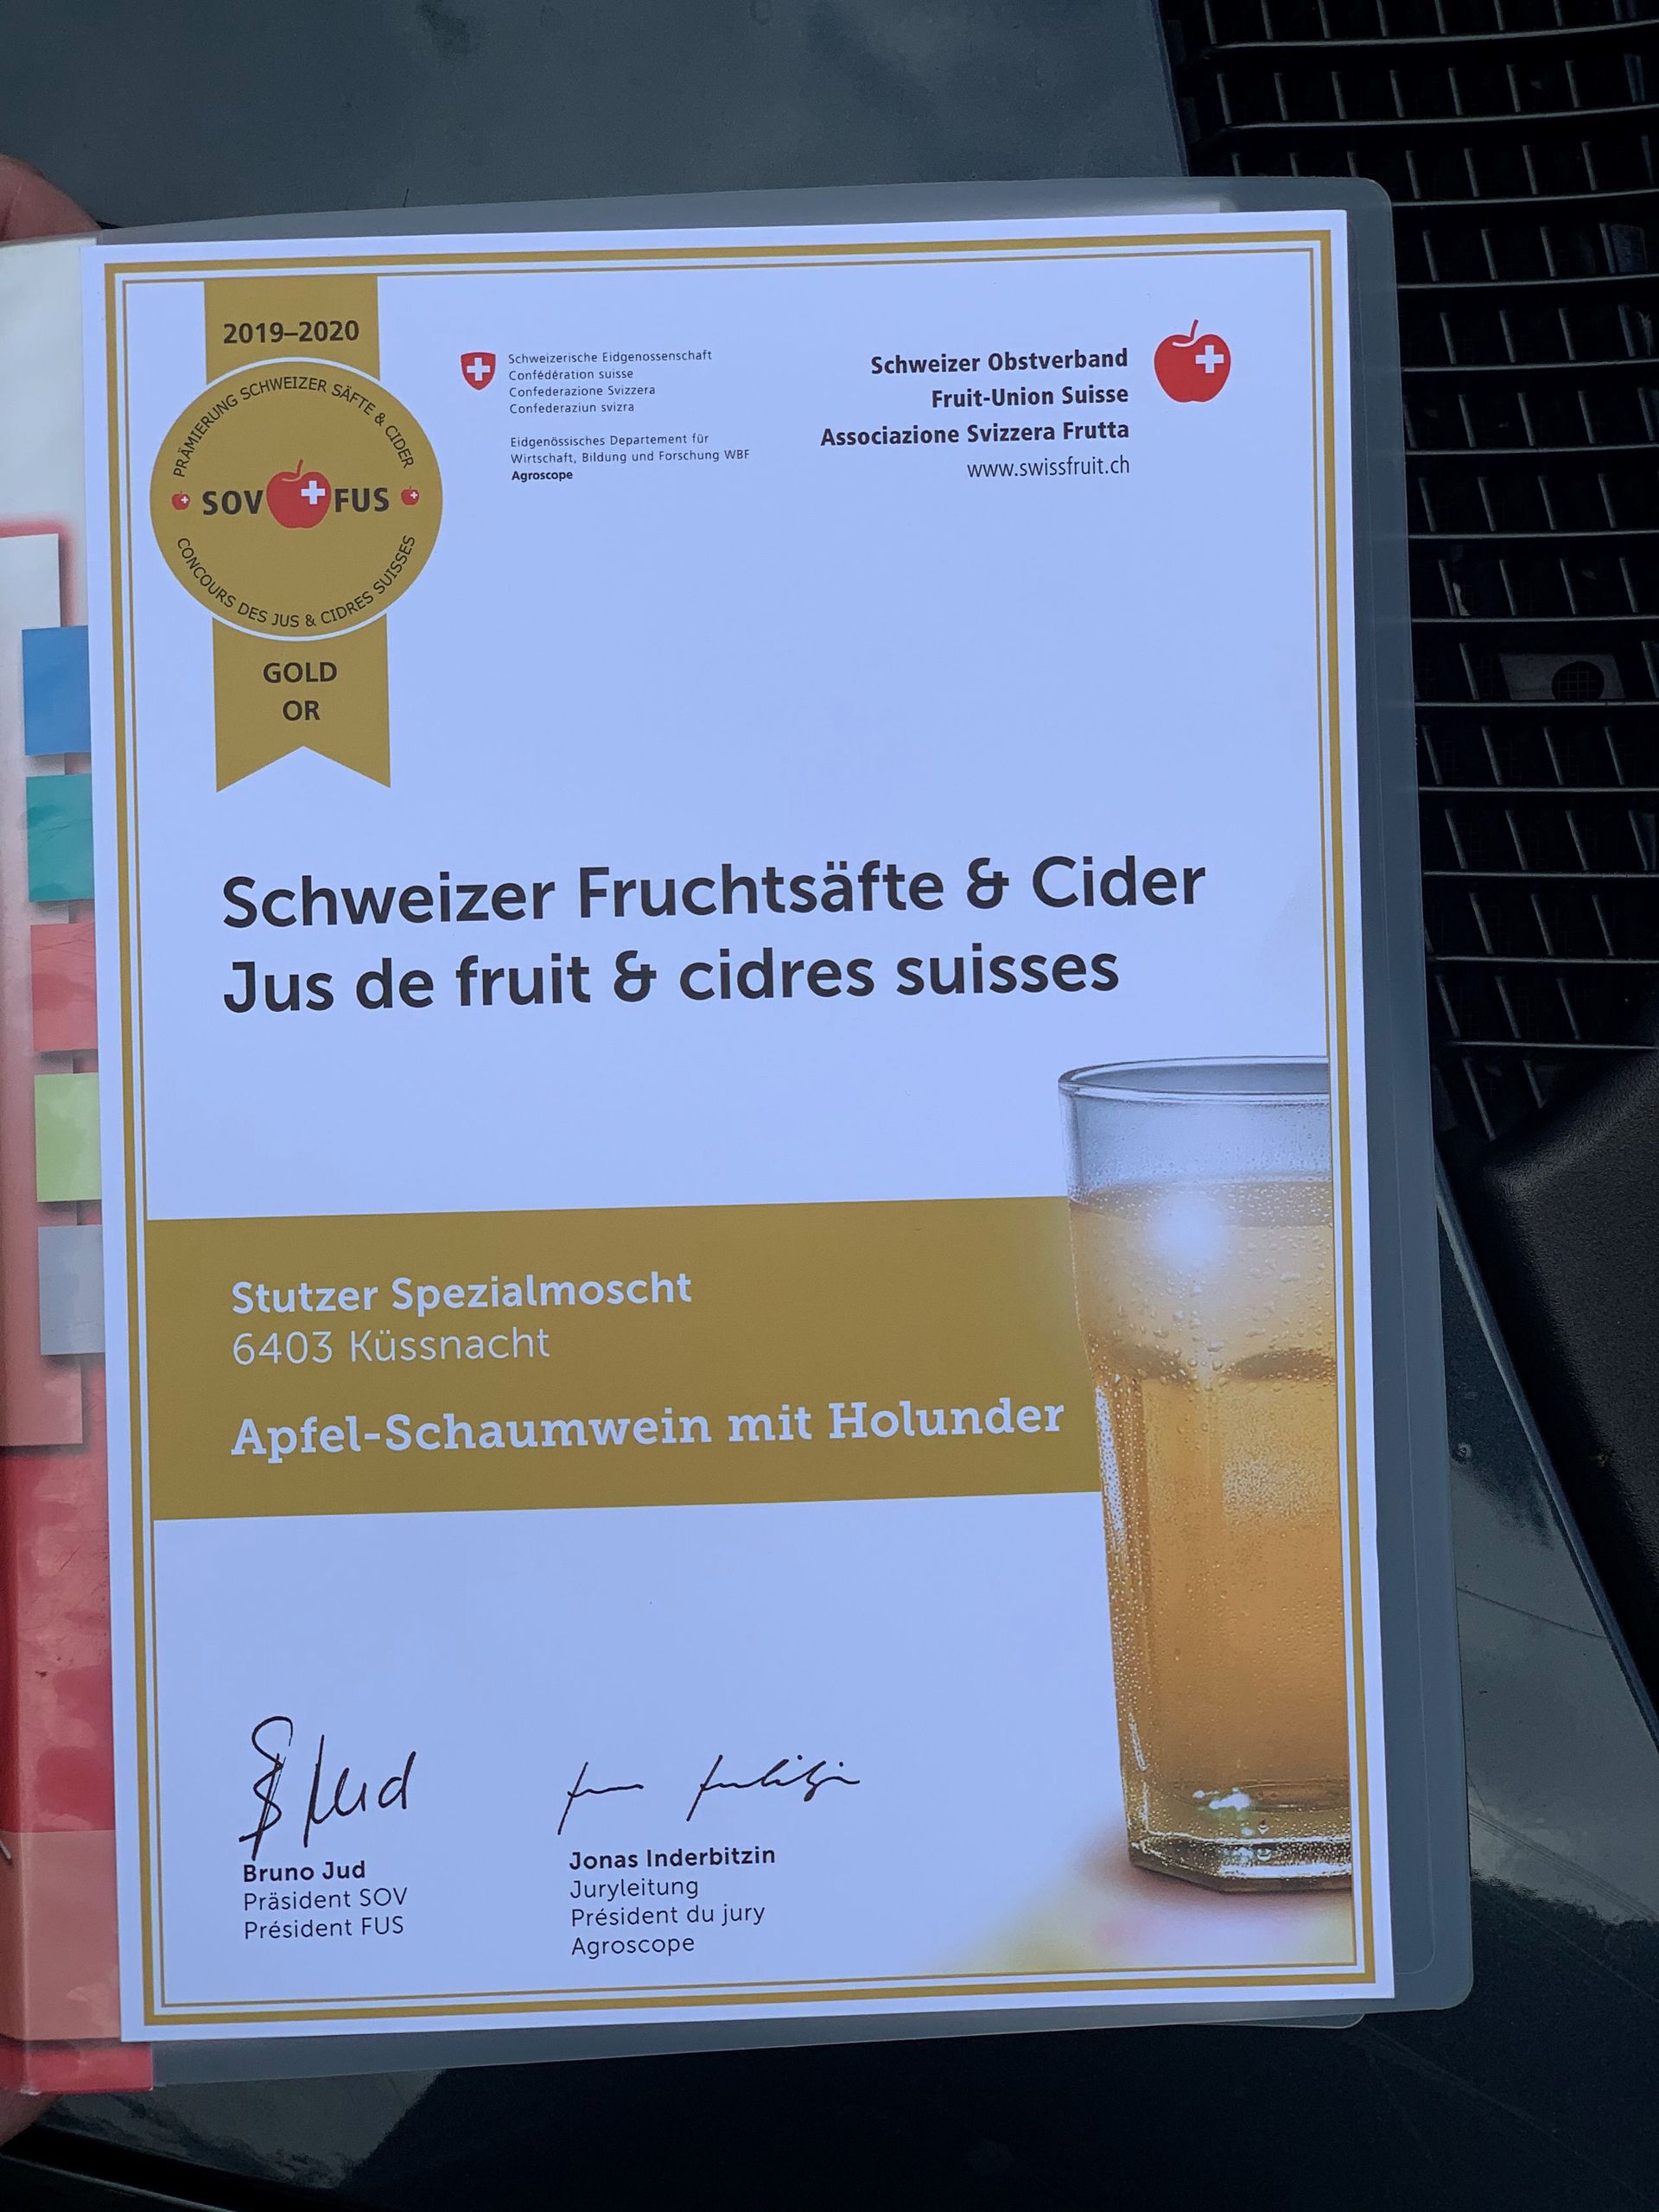 2019–2020
PRÄMIERUNG SCHWEIZER SÄFTE & CIDER
SOV FUS
CONCOURS DES JUS & CIDRES SUISSES
GOLD
OR
Schweizerische Eidgenossenschaft
Confédération suisse
Confederazione Svizzera
Confederaziun svizra
Eidgenössisches Departement für
Wirtschaft, Bildung und Forschung WBF
Agroscope
Schweizer Obstverband
Fruit-Union Suisse
Associazione Svizzera Frutta
www.swissfruit.ch
Schweizer Fruchtsäfte & Cider
Jus de fruit & cidres suisses
Stutzer Spezialmoscht
6403 Küssnacht
Apfel-Schaumwein mit Holunder
Bruno Jud
Präsident SOV
Président FUS
Jonas Inderbitzin
Juryleitung
Président du jury
Agroscope